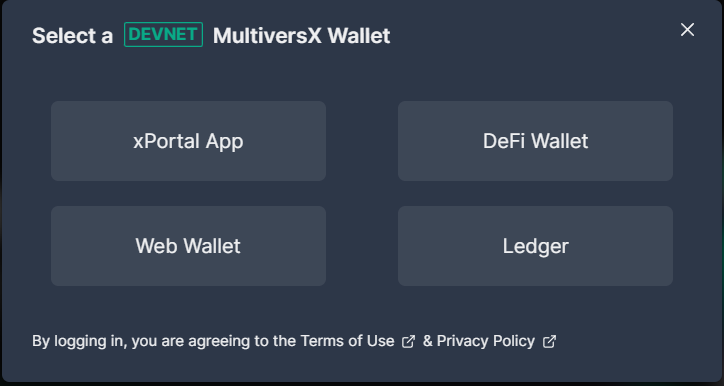 Select a DEVNET MultiversX Wallet
xPortal App
DeFi Wallet
Web Wallet
Ledger
By logging in, you are agreeing to the Terms of Use & Privacy Policy